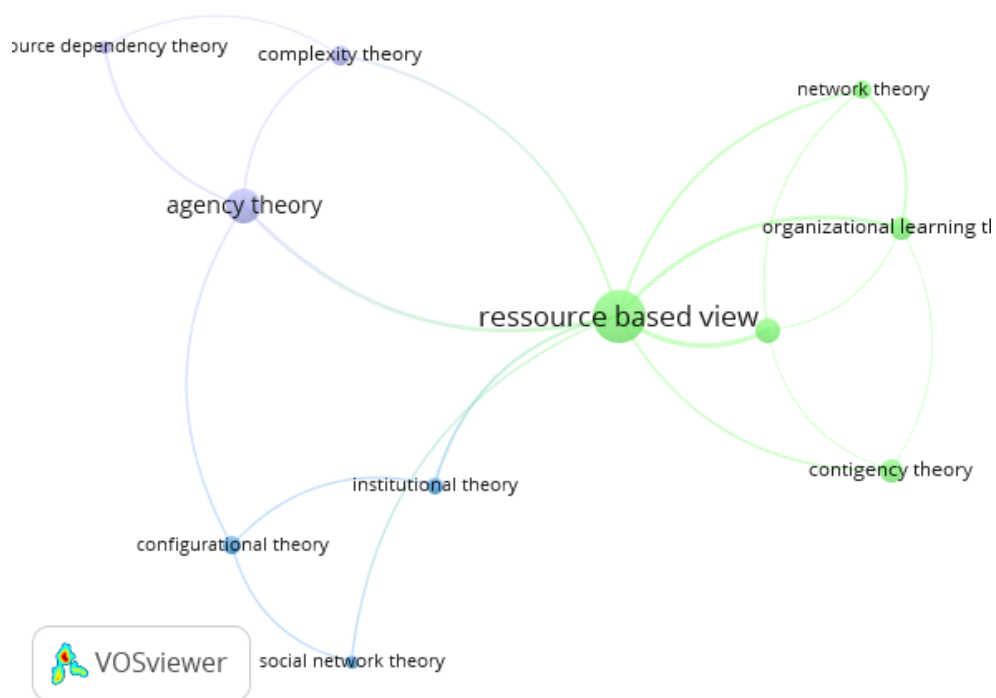 ource dependency theory
complexity theory
network theory
agency theory
organizational learning tl
ressource based view
contigency theory
institutional theory
configurational theory
social network theory
VOSviewer